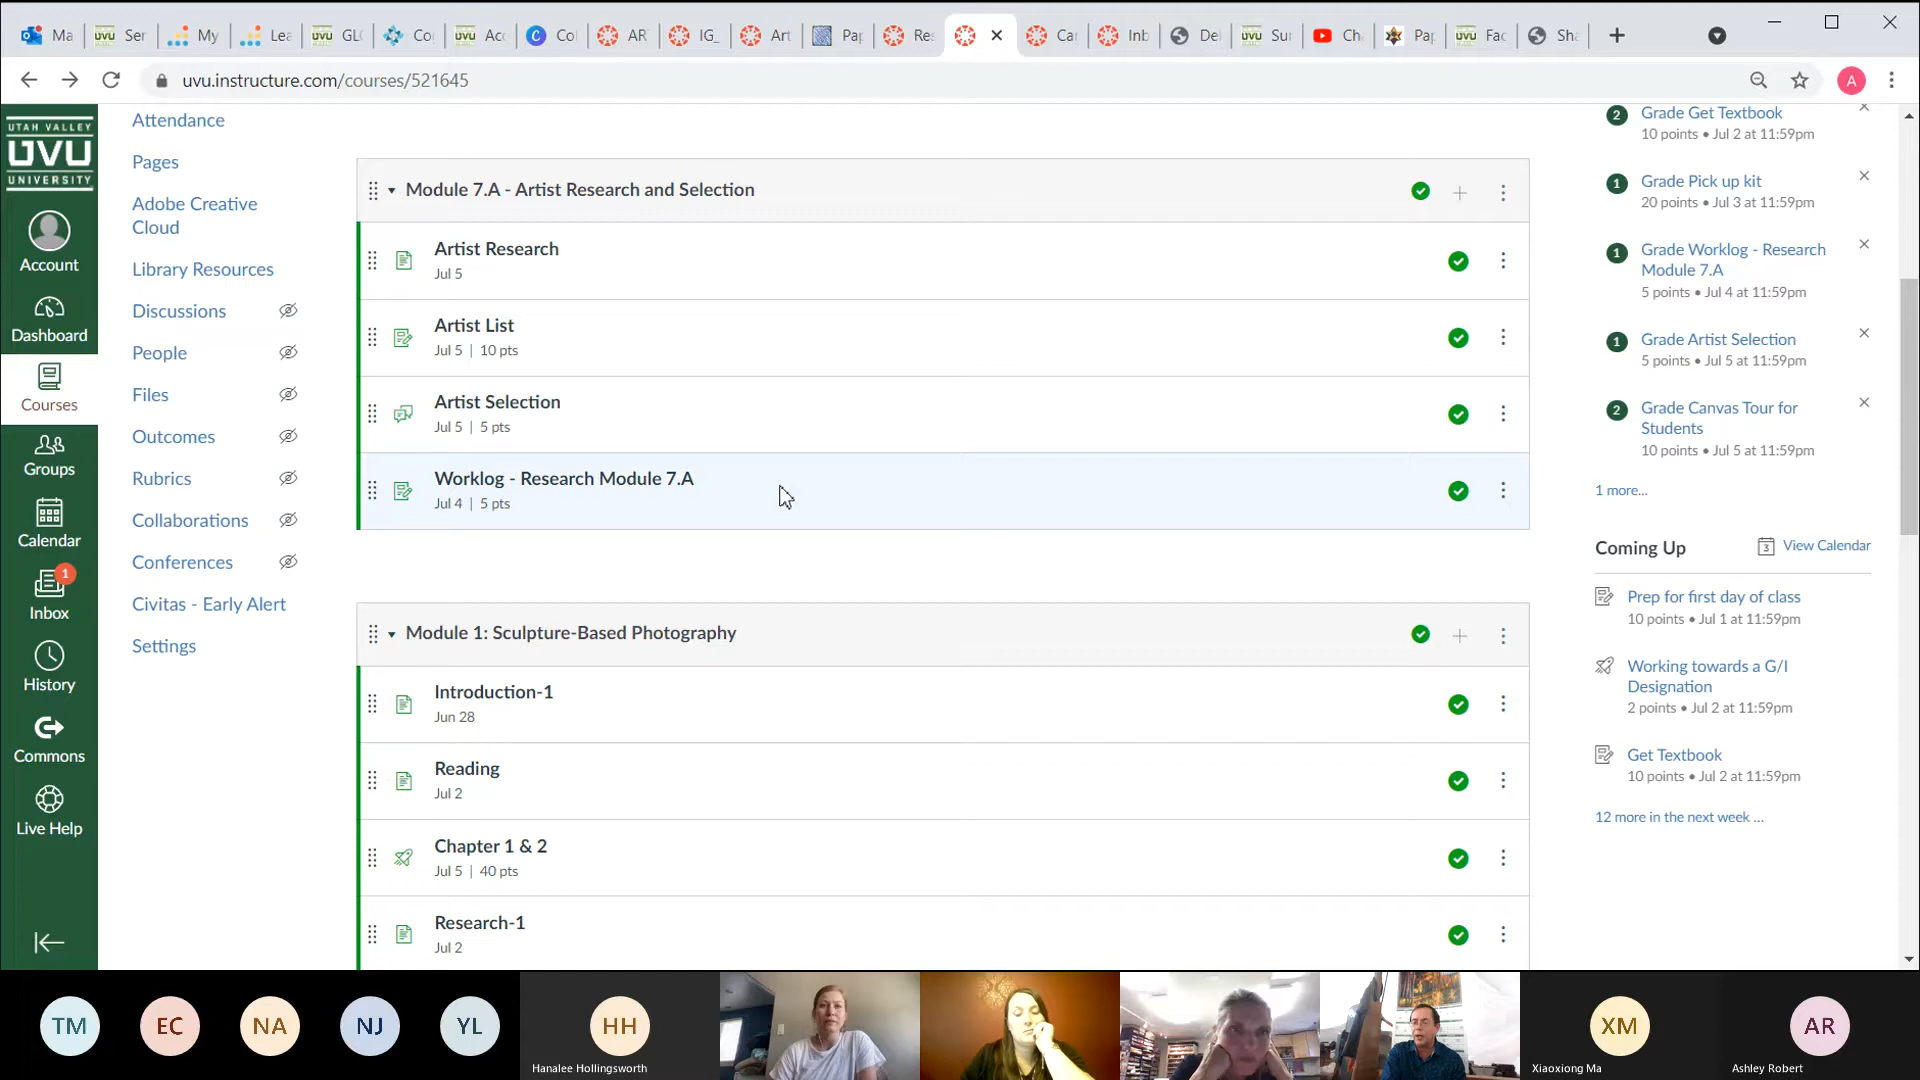 Ma
Ser
My
Lea
GLC
Co
Acc
Co
AR
IG_
Art
Pap
Res
Ca
Inb
De
Sur
Ch
Pap
Fac
Sha
uvu.instructure.com/courses/521645
A
UTAH VALLEY
UVU
UNIVERSITY
Account
Dashboard
Courses
Groups
Calendar
1
Inbox
History
Commons
Live Help
Attendance
Pages
Adobe Creative
Cloud
Library Resources
Discussions
People
Files
Outcomes
Rubrics
Collaborations
Conferences
Civitas - Early Alert
Settings
Module 7.A - Artist Research and Selection
Artist Research
Jul 5
Artist List
Jul 5 | 10 pts
Artist Selection
Jul 5 | 5 pts
Worklog - Research Module 7.A
Jul 4 | 5 pts
Module 1: Sculpture-Based Photography
Introduction-1
Jun 28
Reading
Jul 2
Chapter 1 & 2
Jul 5 | 40 pts
Research-1
Jul 2
2 Grade Get Textbook
10 points • Jul 2 at 11:59pm
1 Grade Pick up kit
20 points • Jul 3 at 11:59pm
1 Grade Worklog - Research
Module 7.A
5 points • Jul 4 at 11:59pm
1 Grade Artist Selection
5 points • Jul 5 at 11:59pm
2 Grade Canvas Tour for
Students
10 points • Jul 5 at 11:59pm
1 more...
Coming Up
3 View Calendar
Prep for first day of class
10 points • Jul 1 at 11:59pm
Working towards a G/I
Designation
2 points • Jul 2 at 11:59pm
Get Textbook
10 points • Jul 2 at 11:59pm
12 more in the next week ...
TM
EC
NA
NJ
YL
HH
Hanalee Hollingsworth
XM
Xiaoxiong Ma
AR
Ashley Robert